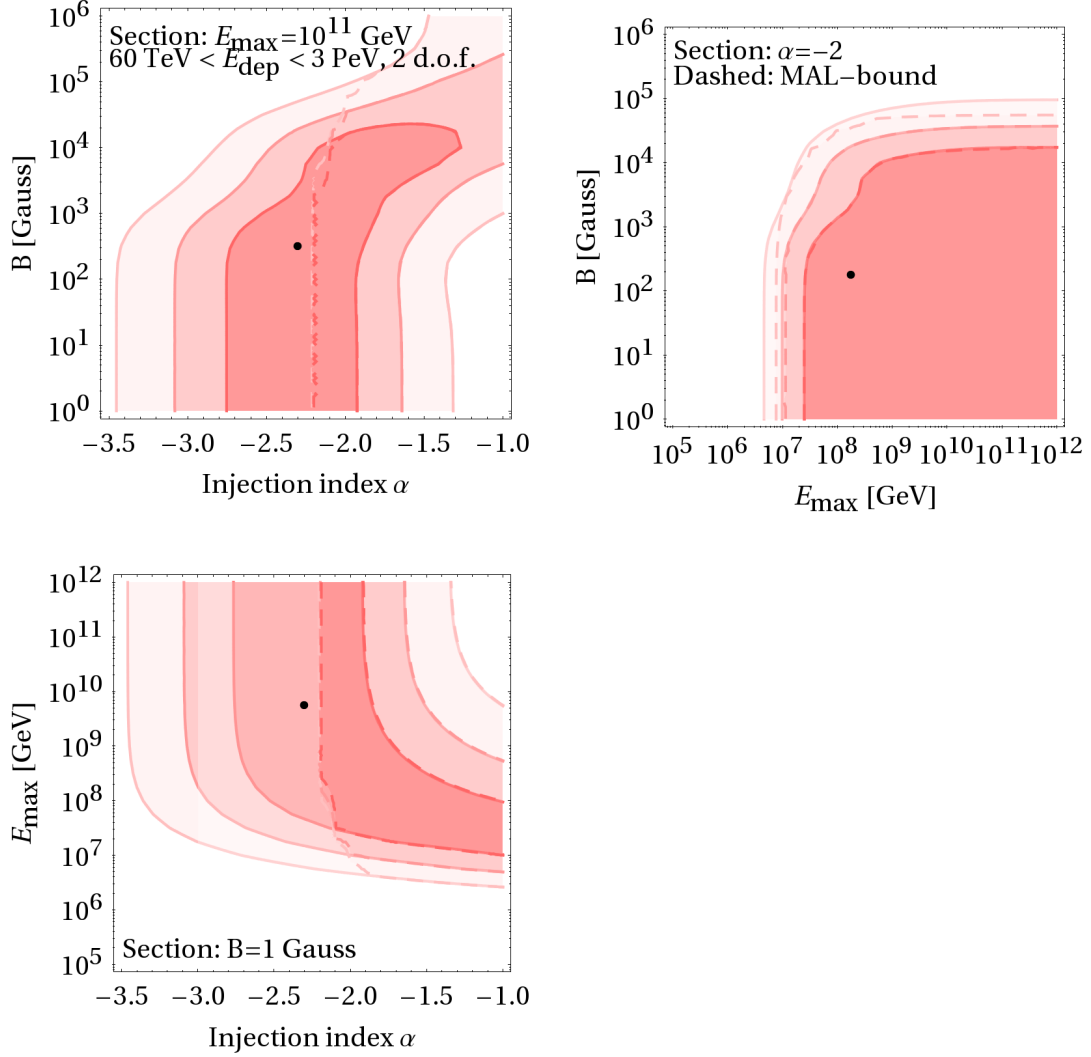 Section: E_max=10^11 GeV
60 TeV < E_dep < 3 PeV, 2 d.o.f.
B [Gauss]
10^6
10^5
10^4
10^3
10^2
10^1
10^0
−3.5 −3.0 −2.5 −2.0 −1.5 −1.0
Injection index α
Section: α=−2
Dashed: MAL−bound
B [Gauss]
10^6
10^5
10^4
10^3
10^2
10^1
10^0
10^5 10^6 10^7 10^8 10^9 10^10 10^11 10^12
E_max [GeV]
E_max [GeV]
10^12
10^11
10^10
10^9
10^8
10^7
10^6
10^5
Section: B=1 Gauss
−3.5 −3.0 −2.5 −2.0 −1.5 −1.0
Injection index α